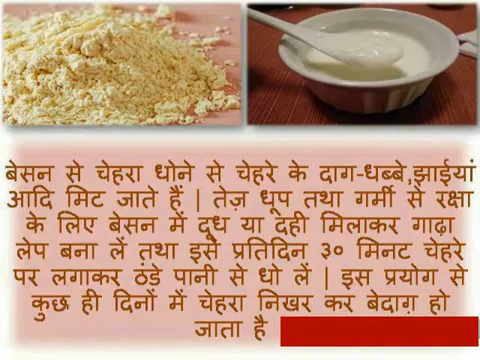 बेसन से चेहरा धोने से चेहरे के दाग-धब्बे,झाईयां
आदि मिट जाते हैं | तेज़ धूप तथा गर्मी से रक्षा
के लिए बेसन में दूध या दही मिलाकर गाढ़ा
लेप बना लें तथा इसे प्रतिदिन ३० मिनट चेहरे
पर लगाकर ठंडे पानी से धो लें | इस प्रयोग से
कुछ ही दिनों में चेहरा निखर कर बेदाग़ हो
जाता है